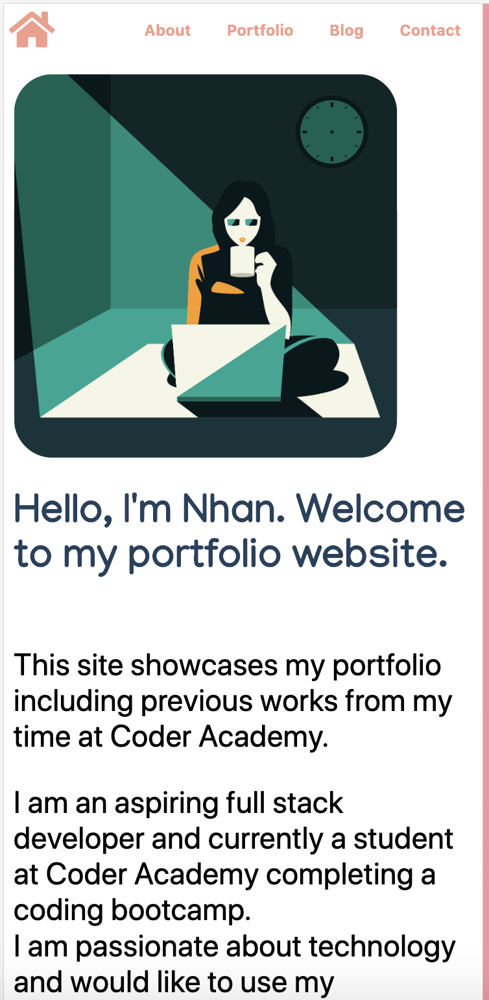 About Portfolio Blog Contact
Hello, I'm Nhan. Welcome
to my portfolio website.
This site showcases my portfolio
including previous works from my
time at Coder Academy.
I am an aspiring full stack
developer and currently a student
at Coder Academy completing a
coding bootcamp.
I am passionate about technology
and would like to use my